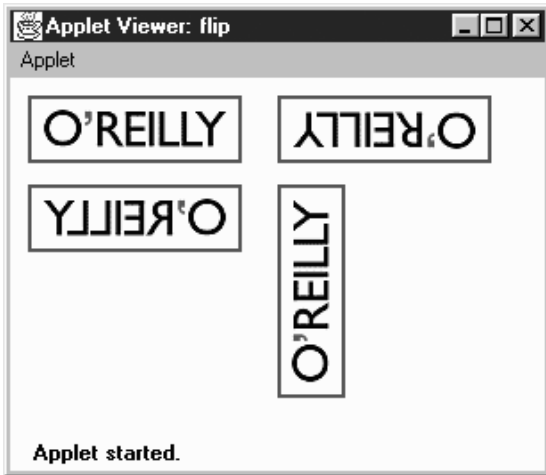 Applet Viewer: flip
Applet
O'REILLY
O'REILLY
O'REILLY
O'REILLY
Applet started.